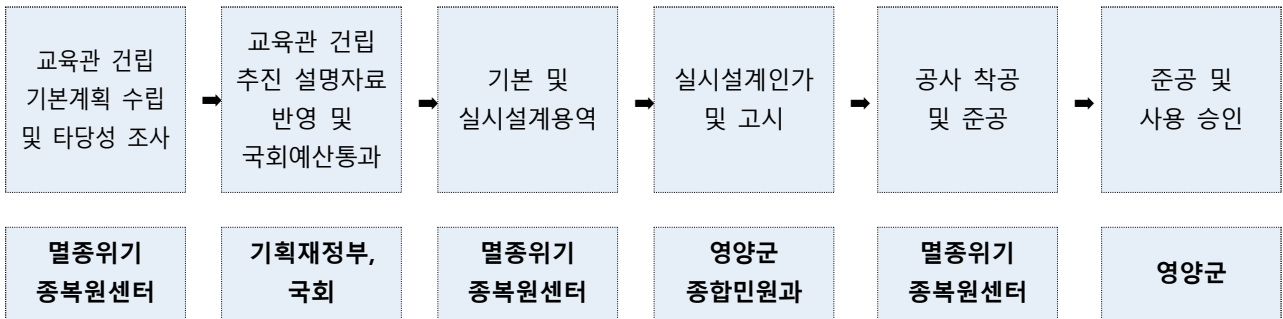 교육관 건립
기본계획 수립
및 타당성 조사
➡
교육관 건립
추진 설명자료
반영 및
국회예산통과
➡
기본 및
실시설계용역
➡
실시설계인가
및 고시
➡
공사 착공
및 준공
➡
준공 및
사용 승인
멸종위기
종복원센터
기획재정부,
국회
멸종위기
종복원센터
영양군
종합민원과
멸종위기
종복원센터
영양군